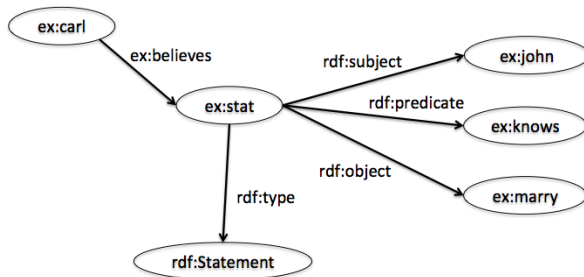 ex:carl
ex:believes
rdf:subject
ex:john
ex:stat
rdf:predicate
ex:knows
rdf:object
ex:marry
rdf:type
rdf:Statement